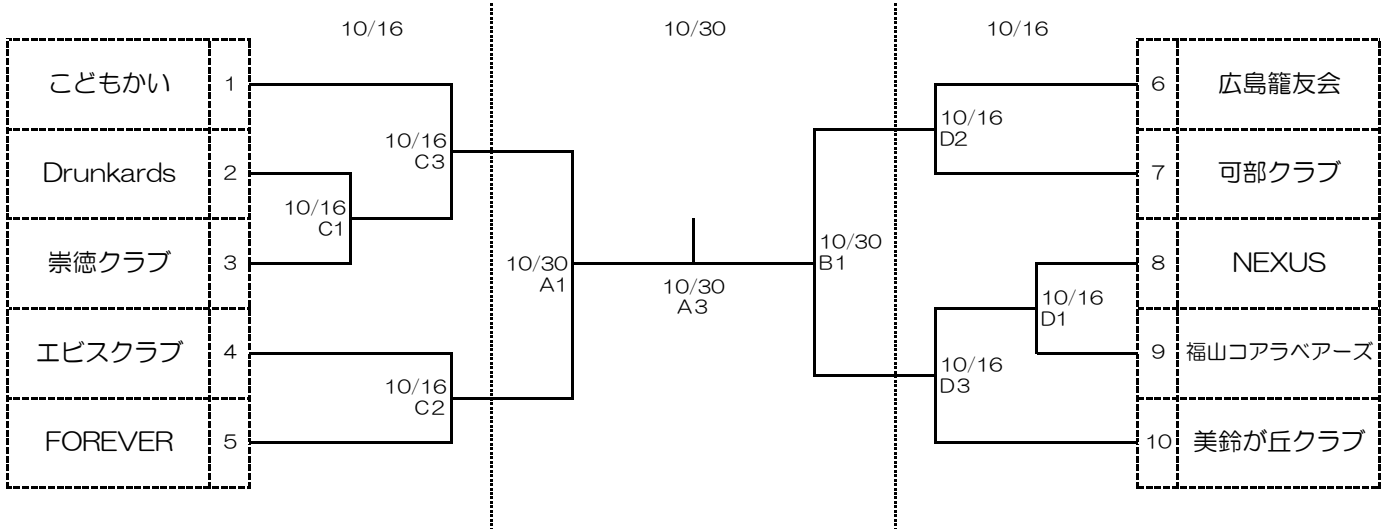 10/16
10/30
10/16
こどもかい 1
Drunkards 2
崇徳クラブ 3
エビスクラブ 4
FOREVER 5
10/16
C3
10/16
C1
10/16
C2
10/30
A1
10/30
A3
10/30
B1
10/16
D2
10/16
D1
10/16
D3
6 広島籠友会
7 可部クラブ
8 NEXUS
9 福山コアラベアーズ
10 美鈴が丘クラブ